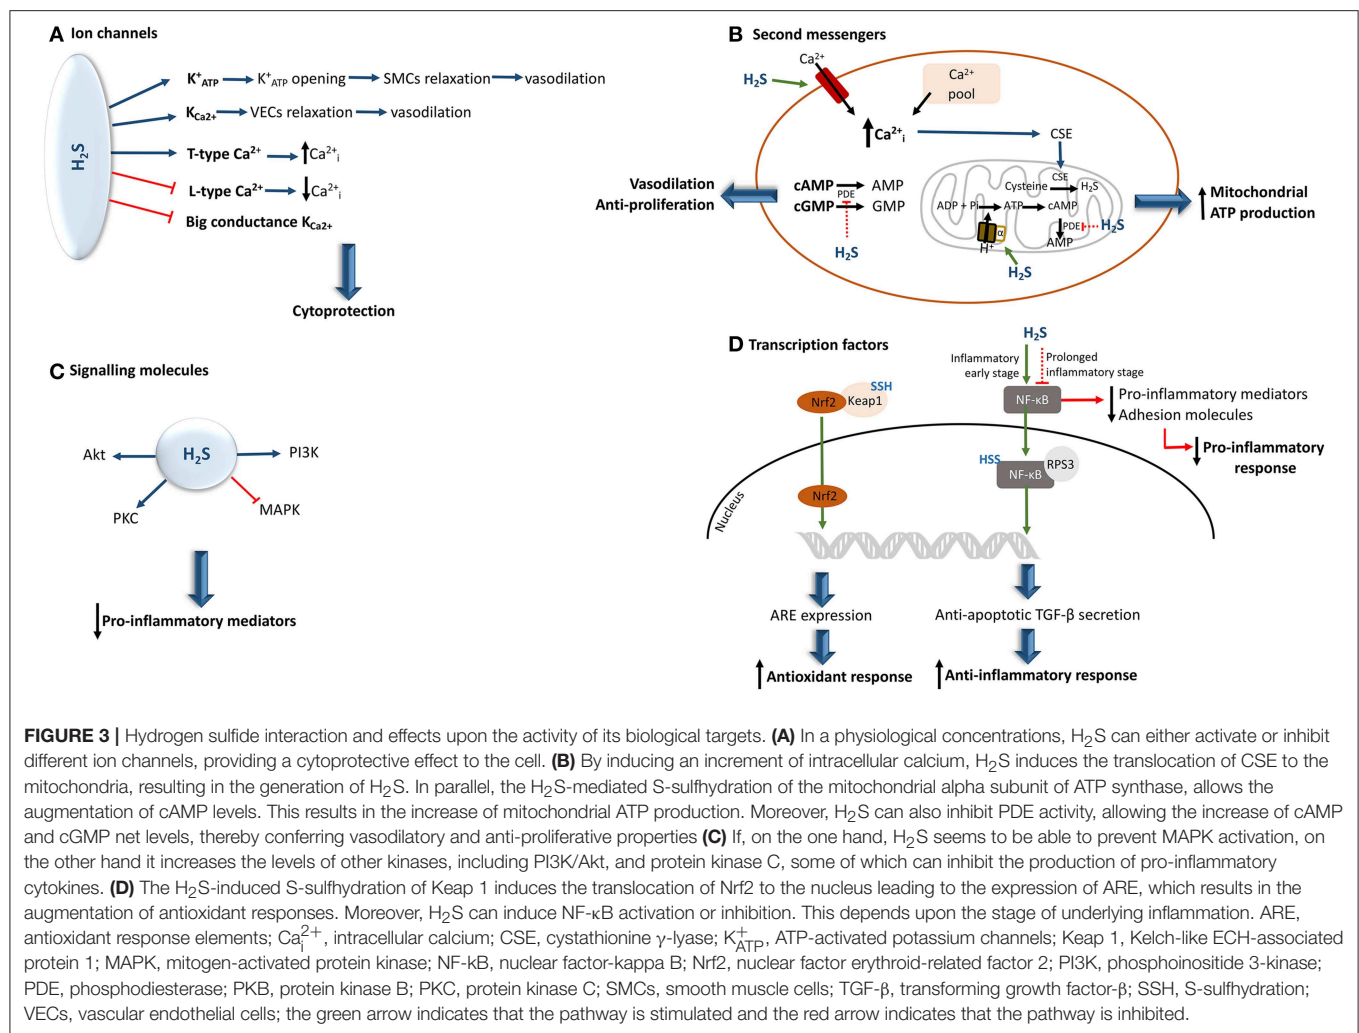 A Ion channels
H2S
K+ATP K+ATP opening SMCs relaxation vasodilation
KCa2+ VECs relaxation vasodilation
T-type Ca2+ Ca2+i
L-type Ca2+ Ca2+i
Big conductance KCa2+
Cytoprotection
B Second messengers
Ca2+
H2S
Ca2+
pool
Ca2+i
CSE
Vasodilation
Anti-proliferation
cAMP AMP
PDE
cGMP GMP
H2S
CSE
Cysteine H2S
ADP + Pi ATP cAMP
PDE H2S
AMP
α
H+
H2S
Mitochondrial
ATP production
C Signalling molecules
H2S
Akt
PI3K
PKC
MAPK
Pro-inflammatory mediators
D Transcription factors
H2S
Inflammatory
early stage
Prolonged
inflammatory stage
SSH
Nrf2 Keap1
NF-κB
Pro-inflammatory mediators
Adhesion molecules
Pro-inflammatory
response
HSS
NF-κB RPS3
Nrf2
Nucleus
ARE expression
Antioxidant response
Anti-apoptotic TGF-β secretion
Anti-inflammatory response
FIGURE 3 | Hydrogen sulfide interaction and effects upon the activity of its biological targets. (A) In a physiological concentrations, H2S can either activate or inhibit
different ion channels, providing a cytoprotective effect to the cell. (B) By inducing an increment of intracellular calcium, H2S induces the translocation of CSE to the
mitochondria, resulting in the generation of H2S. In parallel, the H2S-mediated S-sulfhydration of the mitochondrial alpha subunit of ATP synthase, allows the
augmentation of cAMP levels. This results in the increase of mitochondrial ATP production. Moreover, H2S can also inhibit PDE activity, allowing the increase of cAMP
and cGMP net levels, thereby conferring vasodilatory and anti-proliferative properties (C) If, on the one hand, H2S seems to be able to prevent MAPK activation, on
the other hand it increases the levels of other kinases, including PI3K/Akt, and protein kinase C, some of which can inhibit the production of pro-inflammatory
cytokines. (D) The H2S-induced S-sulfhydration of Keap 1 induces the translocation of Nrf2 to the nucleus leading to the expression of ARE, which results in the
augmentation of antioxidant responses. Moreover, H2S can induce NF-κB activation or inhibition. This depends upon the stage of underlying inflammation. ARE,
antioxidant response elements; Ca2+i, intracellular calcium; CSE, cystathionine γ-lyase; K+ATP, ATP-activated potassium channels; Keap 1, Kelch-like ECH-associated
protein 1; MAPK, mitogen-activated protein kinase; NF-kB, nuclear factor-kappa B; Nrf2, nuclear factor erythroid-related factor 2; PI3K, phosphoinositide 3-kinase;
PDE, phosphodiesterase; PKB, protein kinase B; PKC, protein kinase C; SMCs, smooth muscle cells; TGF-β, transforming growth factor-β; SSH, S-sulfhydration;
VECs, vascular endothelial cells; the green arrow indicates that the pathway is stimulated and the red arrow indicates that the pathway is inhibited.